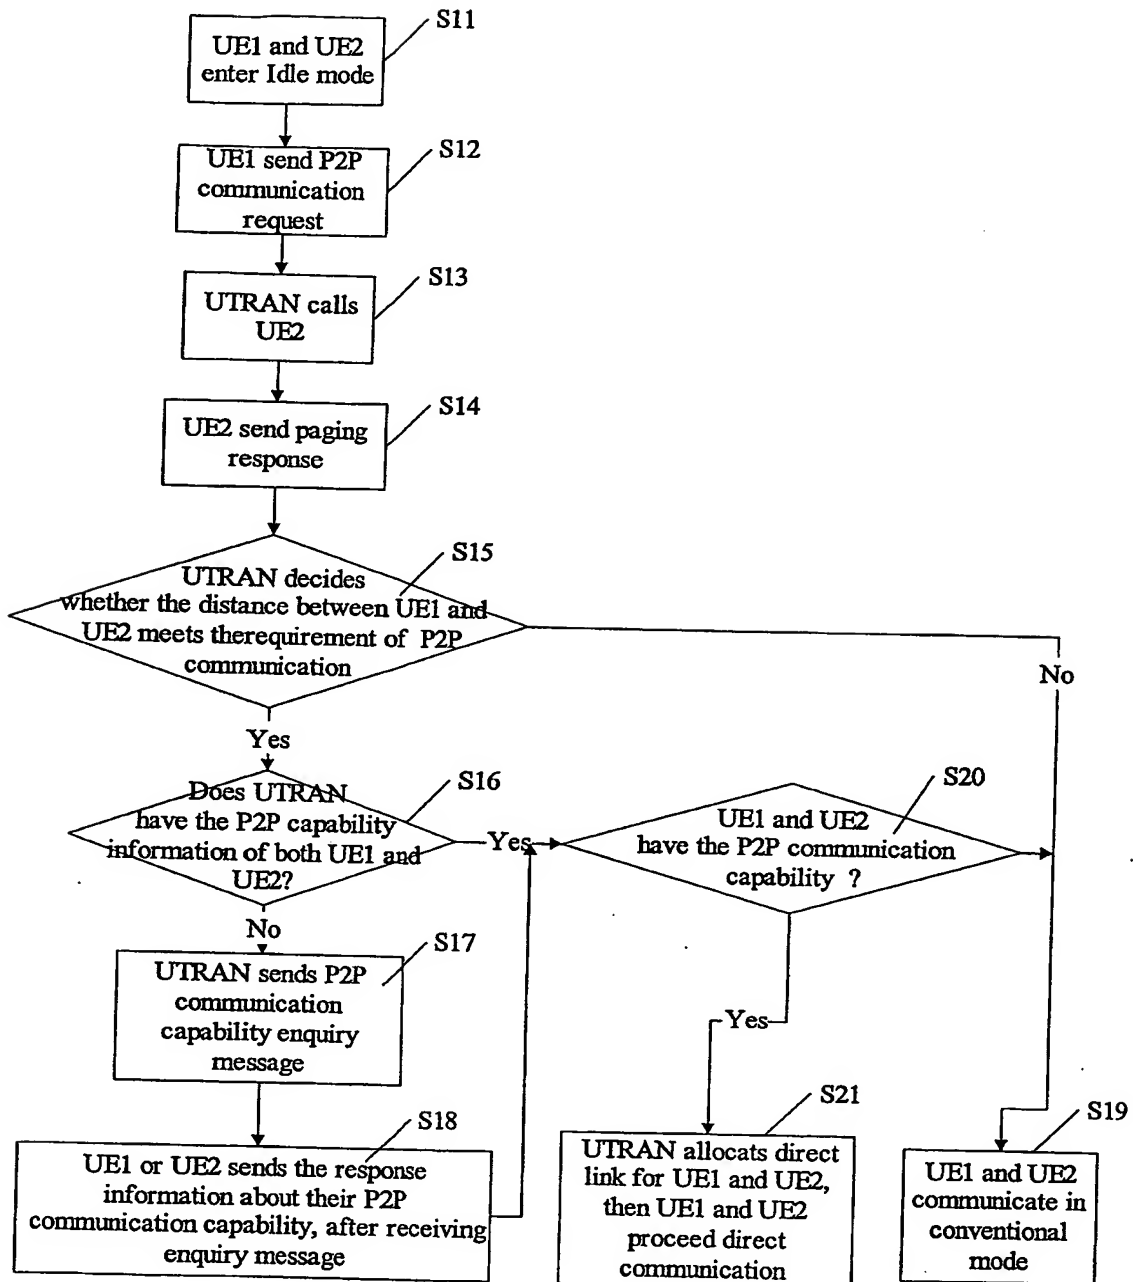 S11
UE1 and UE2
enter Idle mode
S12
UE1 send P2P
communication
request
S13
UTRAN calls
UE2
S14
UE2 send paging
response
S15
UTRAN decides
whether the distance between UE1 and
UE2 meets therequirement of P2P
communication
No
Yes
S16
Does UTRAN
have the P2P capability
information of both UE1 and
UE2?
Yes
S20
UE1 and UE2
have the P2P communication
capability ?
No
S17
UTRAN sends P2P
communication
capability enquiry
message
Yes
S18
UE1 or UE2 sends the response
information about their P2P
communication capability, after receiving
enquiry message
S21
UTRAN allocats direct
link for UE1 and UE2,
then UE1 and UE2
proceed direct
communication
S19
UE1 and UE2
communicate in
conventional
mode